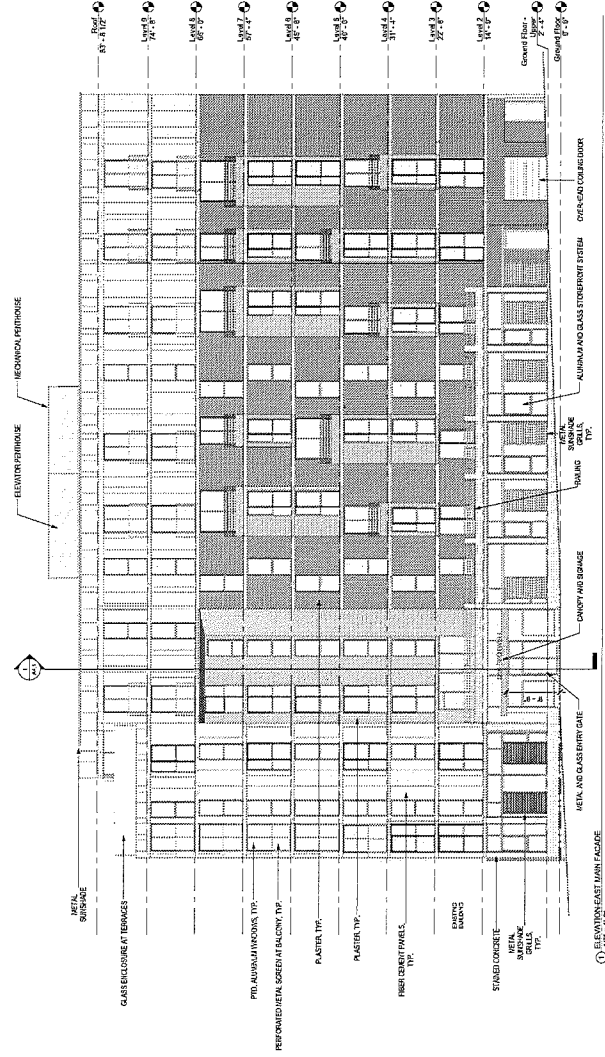 ELEVATOR PENTHOUSE
MECHANICAL PENTHOUSE
METAL
SUNSHADE
GLASS ENCLOSURE AT TERRACES
PTD. ALUMINUM WINDOWS, TYP.
PERFORATED METAL SCREEN AT BALCONY, TYP.
PLASTER, TYP.
PLASTER, TYP.
FIBER CEMENT PANELS,
TYP.
EXISTING
BUILDING
STAINED CONCRETE
METAL
SUNSHADE
GRILLS,
TYP.
Roof
83' - 8 1/2"
Level 9
74' - 8"
Level 8
66' - 0"
Level 7
57' - 4"
Level 6
48' - 8"
Level 5
40' - 0"
Level 4
31' - 4"
Level 3
22' - 8"
Level 2
14' - 0"
Ground Floor -
Upper
2' - 4"
Ground Floor
0' - 0"
METAL AND GLASS ENTRY GATE
CANOPY AND SIGNAGE
RAILING
METAL
SUNSHADE
GRILLS,
TYP.
ALUMINUM AND GLASS STOREFRONT SYSTEM
OVERHEAD COILING DOOR
1
ELEVATION-EAST MAIN FACADE